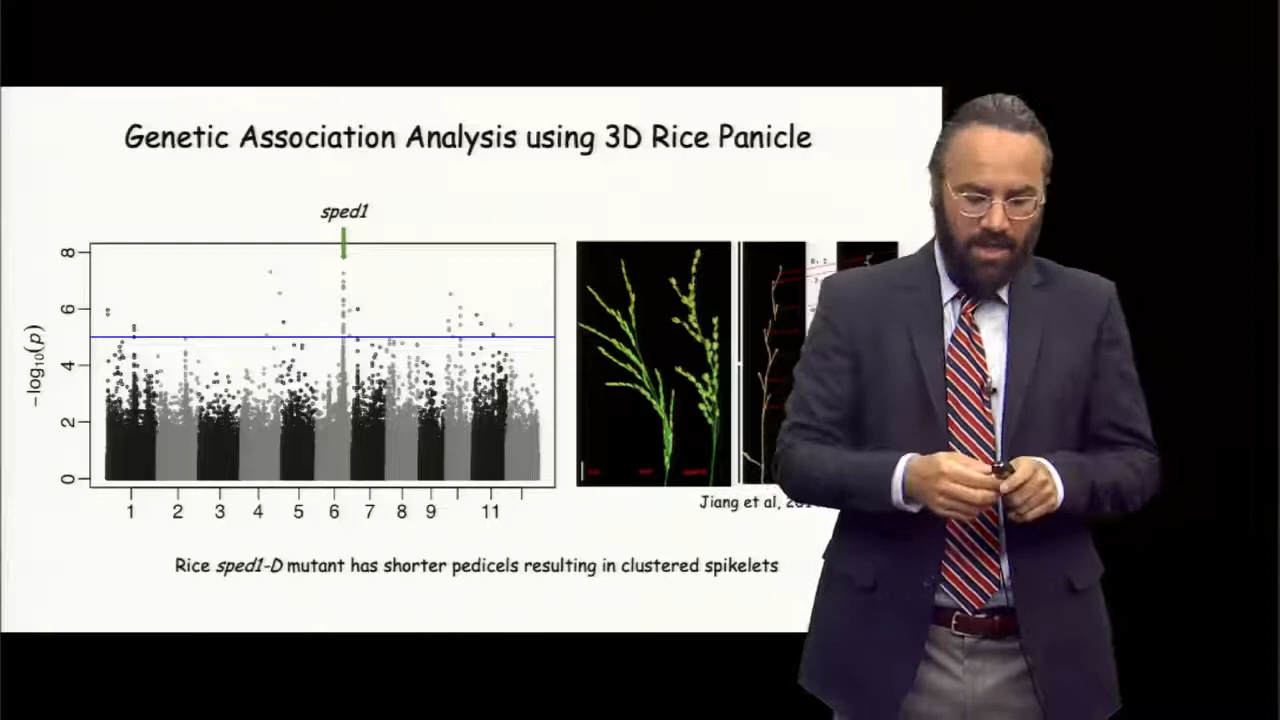 Genetic Association Analysis using 3D Rice Panicle
sped1
8
6
4
2
0
−log10(p)
1 2 3 4 5 6 7 8 9 11
Jiang et al,
Rice sped1-D mutant has shorter pedicels resulting in clustered spikelets